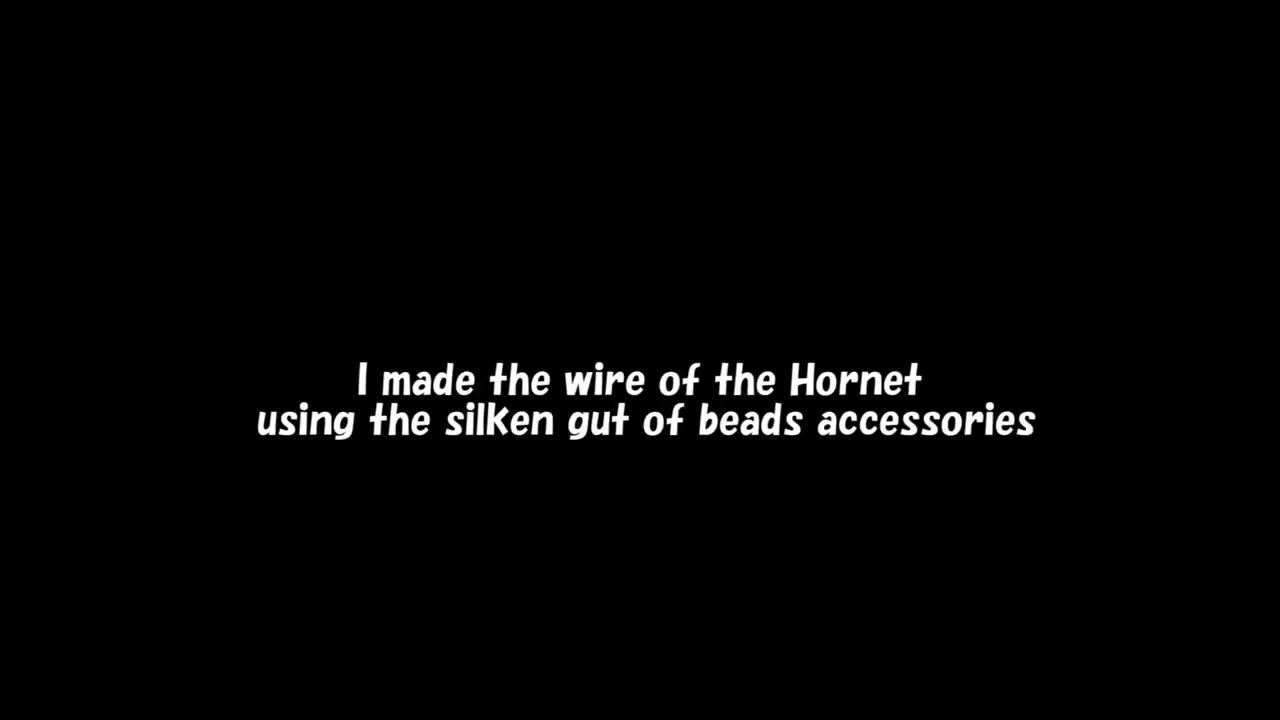 I made the wire of the Hornet
using the silken gut of beads accessories